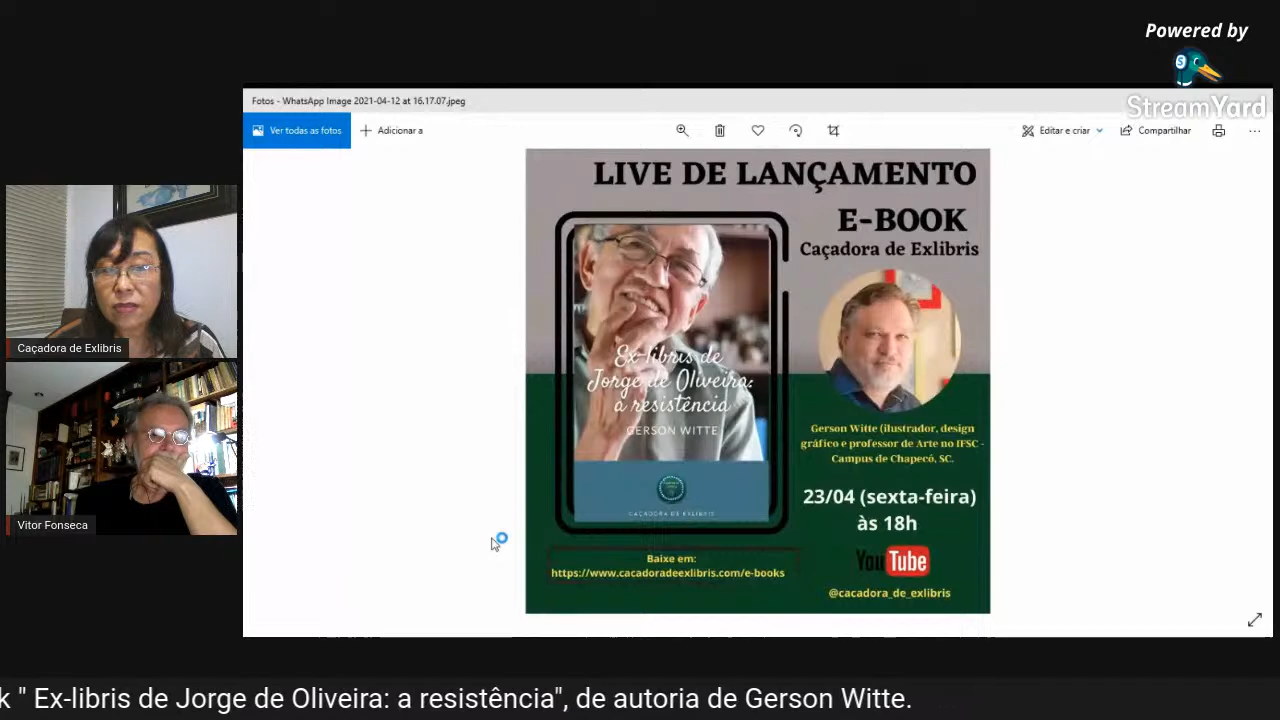 Powered by
S
StreamYard
Fotos - WhatsApp Image 2021-04-12 at 16.17.07.jpeg
Ver todas as fotos
Adicionar a
Editar e criar
Compartilhar
LIVE DE LANÇAMENTO
E-BOOK
Caçadora de Exlibris
Ex-libris de
Jorge de Oliveira:
a resistência
GERSON WITTE
CAÇADORA DE EXLIBRIS
Gerson Witte (ilustrador, design
gráfico e professor de Arte no IFSC -
Campus de Chapecó, SC.
23/04 (sexta-feira)
às 18h
YouTube
@cacadora_de_exlibris
Baixe em:
https://www.cacadoradeexlibris.com/e-books
Caçadora de Exlibris
Vitor Fonseca
k " Ex-libris de Jorge de Oliveira: a resistência", de autoria de Gerson Witte.